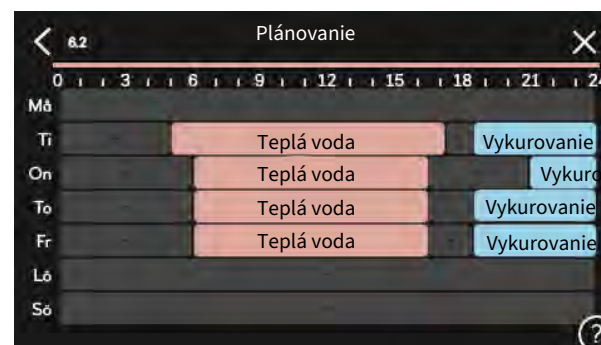 6.2 Plánovanie
0 3 6 9 12 15 18 21 24
Må
Ti Teplá voda Vykurovanie
On Teplá voda Vykuro
To Teplá voda Vykurovanie
Fr Teplá voda Vykurovanie
Lö
Sö
?